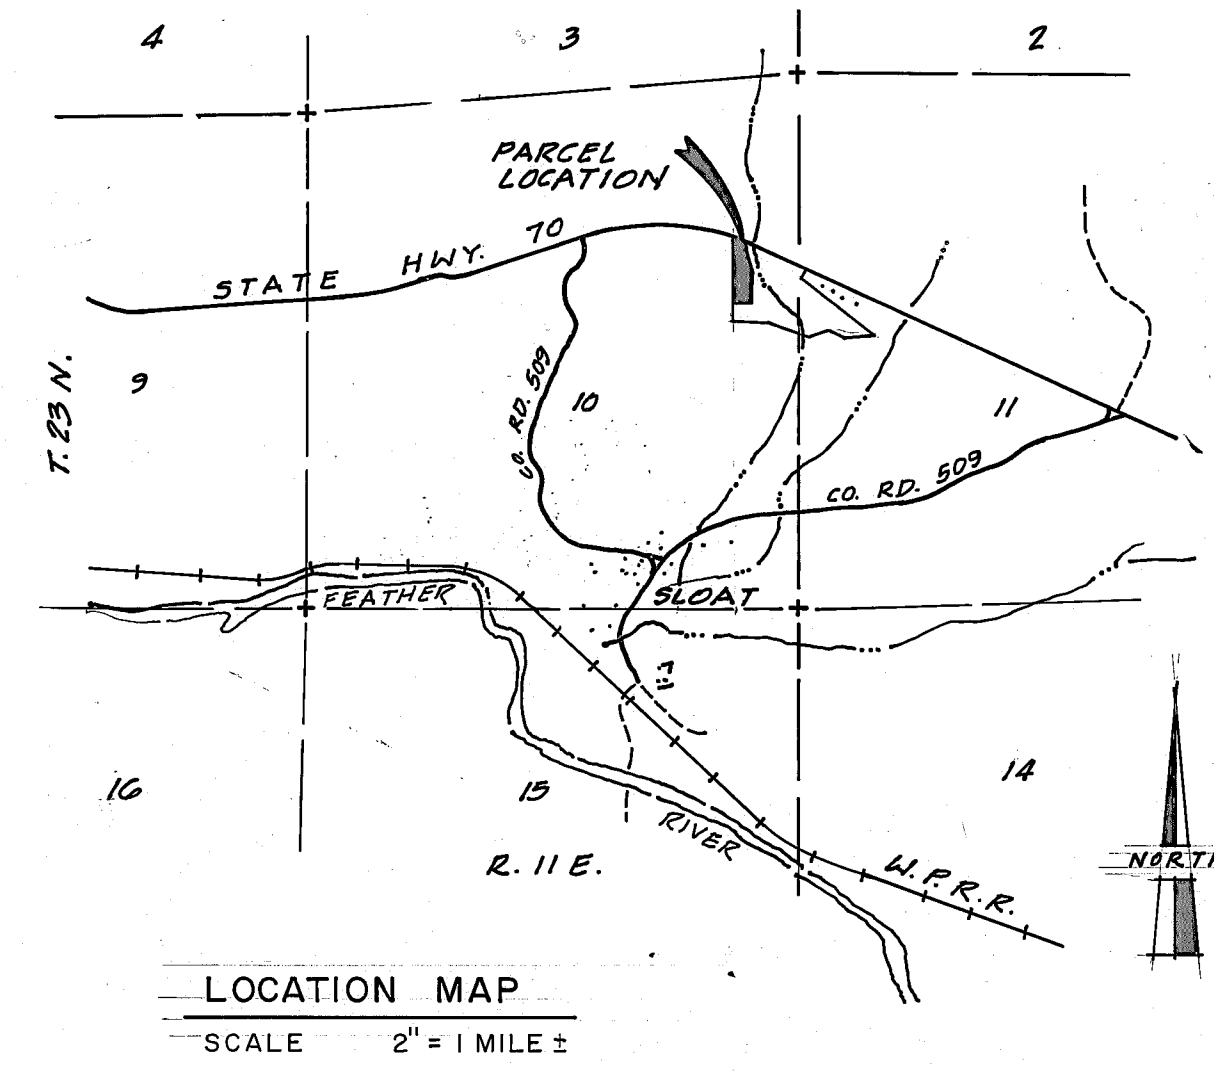 4
3
2
PARCEL
LOCATION
STATE HWY. 70
T. 23 N.
9
CO. RD. 509
10
11
CO. RD. 509
FEATHER
SLOAT
16
15
14
RIVER
R. 11 E.
W. P. R. R.
NORTH
LOCATION MAP
SCALE 2" = 1 MILE ±